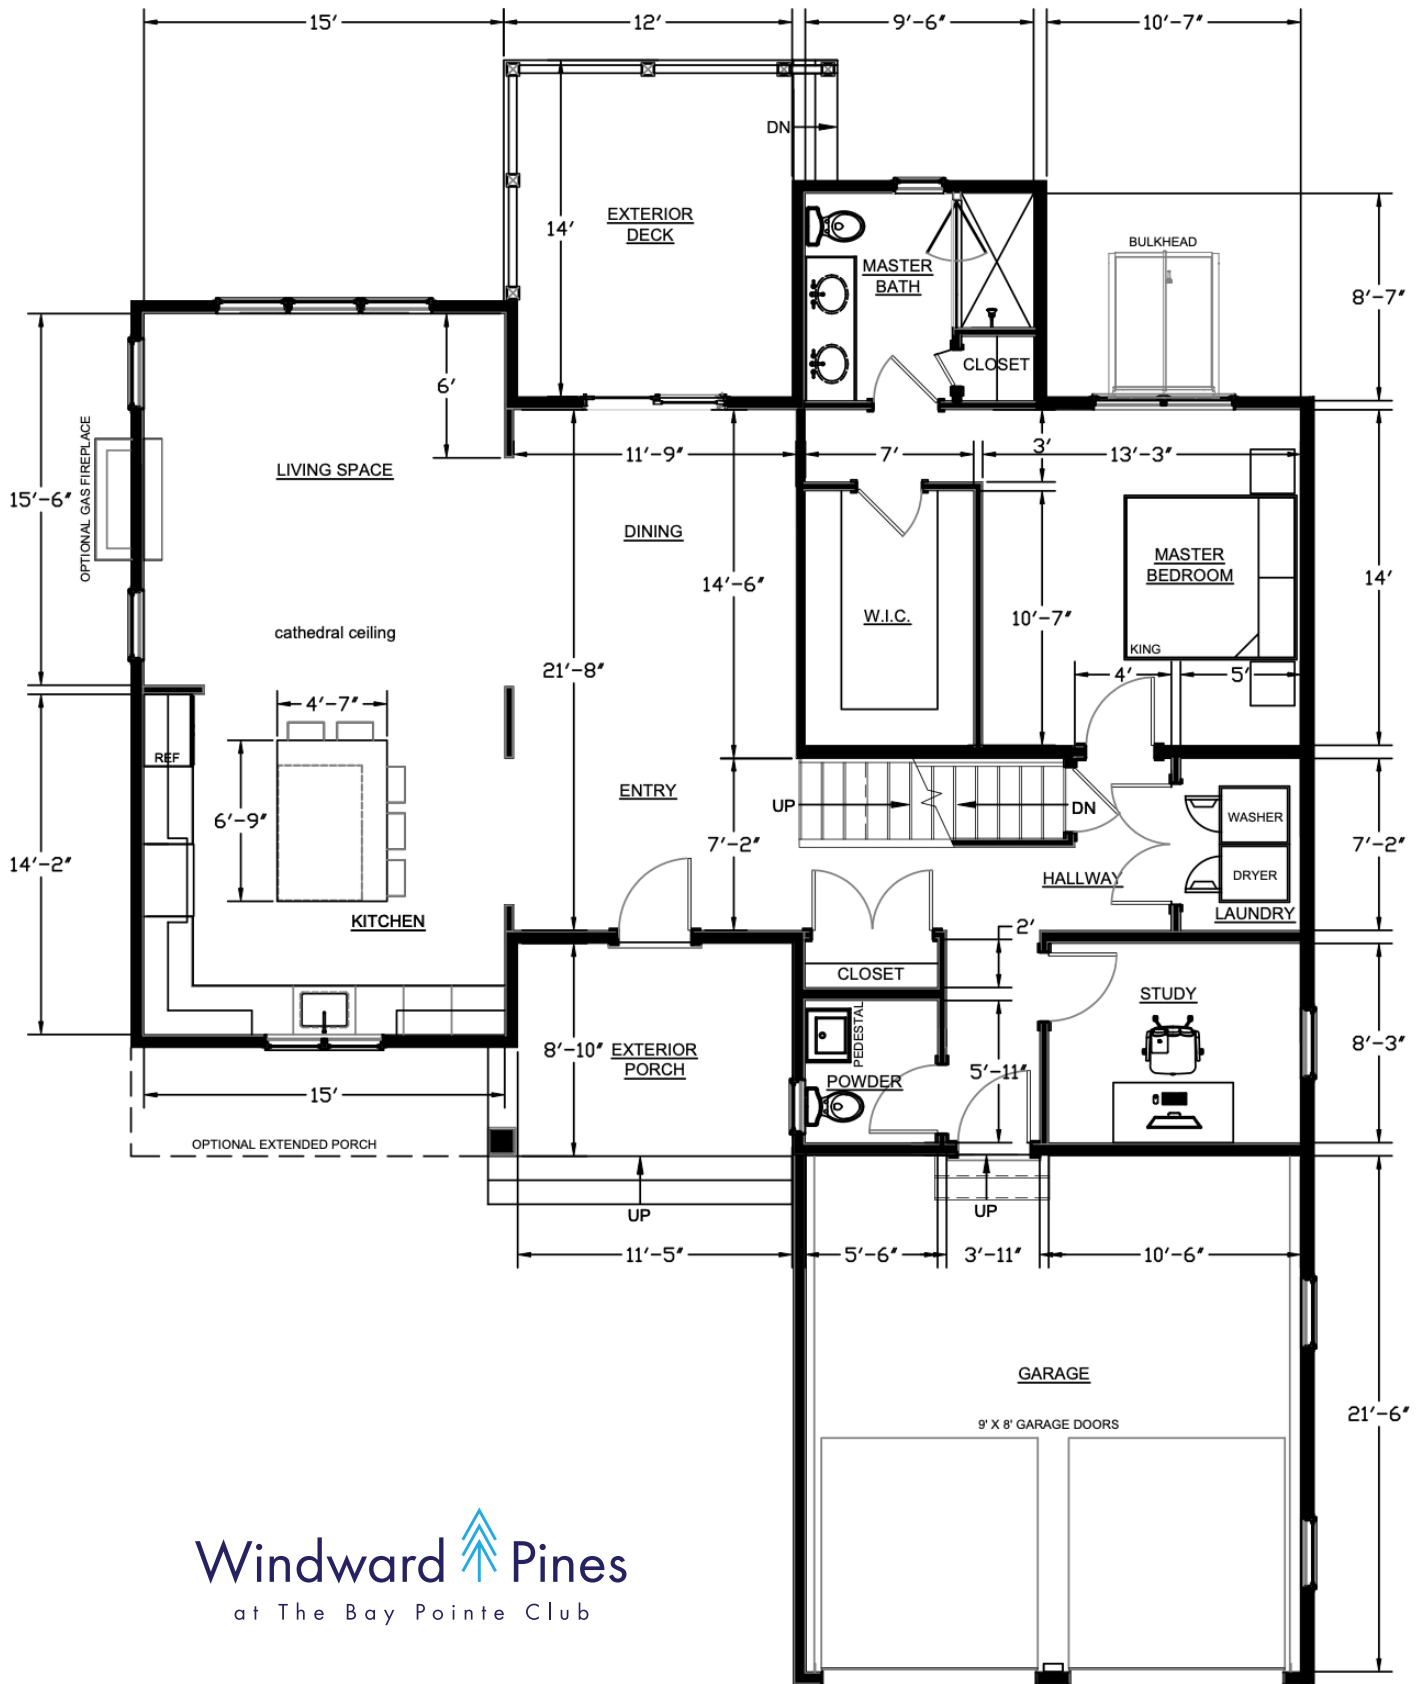 15'
12'
9'-6"
10'-7"
DN
14'
EXTERIOR
DECK
BULKHEAD
MASTER
BATH
8'-7"
CLOSET
6'
OPTIONAL GAS FIREPLACE
LIVING SPACE
11'-9"
7'
3'
13'-3"
15'-6"
DINING
MASTER
BEDROOM
14'-6"
14'
W.I.C.
10'-7"
cathedral ceiling
KING
21'-8"
4'
5'
4'-7"
REF
ENTRY
UP
DN
WASHER
6'-9"
7'-2"
7'-2"
14'-2"
HALLWAY
DRYER
KITCHEN
LAUNDRY
2'
CLOSET
STUDY
PEDESTAL
8'-10"
EXTERIOR
PORCH
8'-3"
5'-11"
POWDER
15'
OPTIONAL EXTENDED PORCH
UP
UP
11'-5"
5'-6"
3'-11"
10'-6"
GARAGE
21'-6"
9' X 8' GARAGE DOORS
Windward Pines
at The Bay Pointe Club